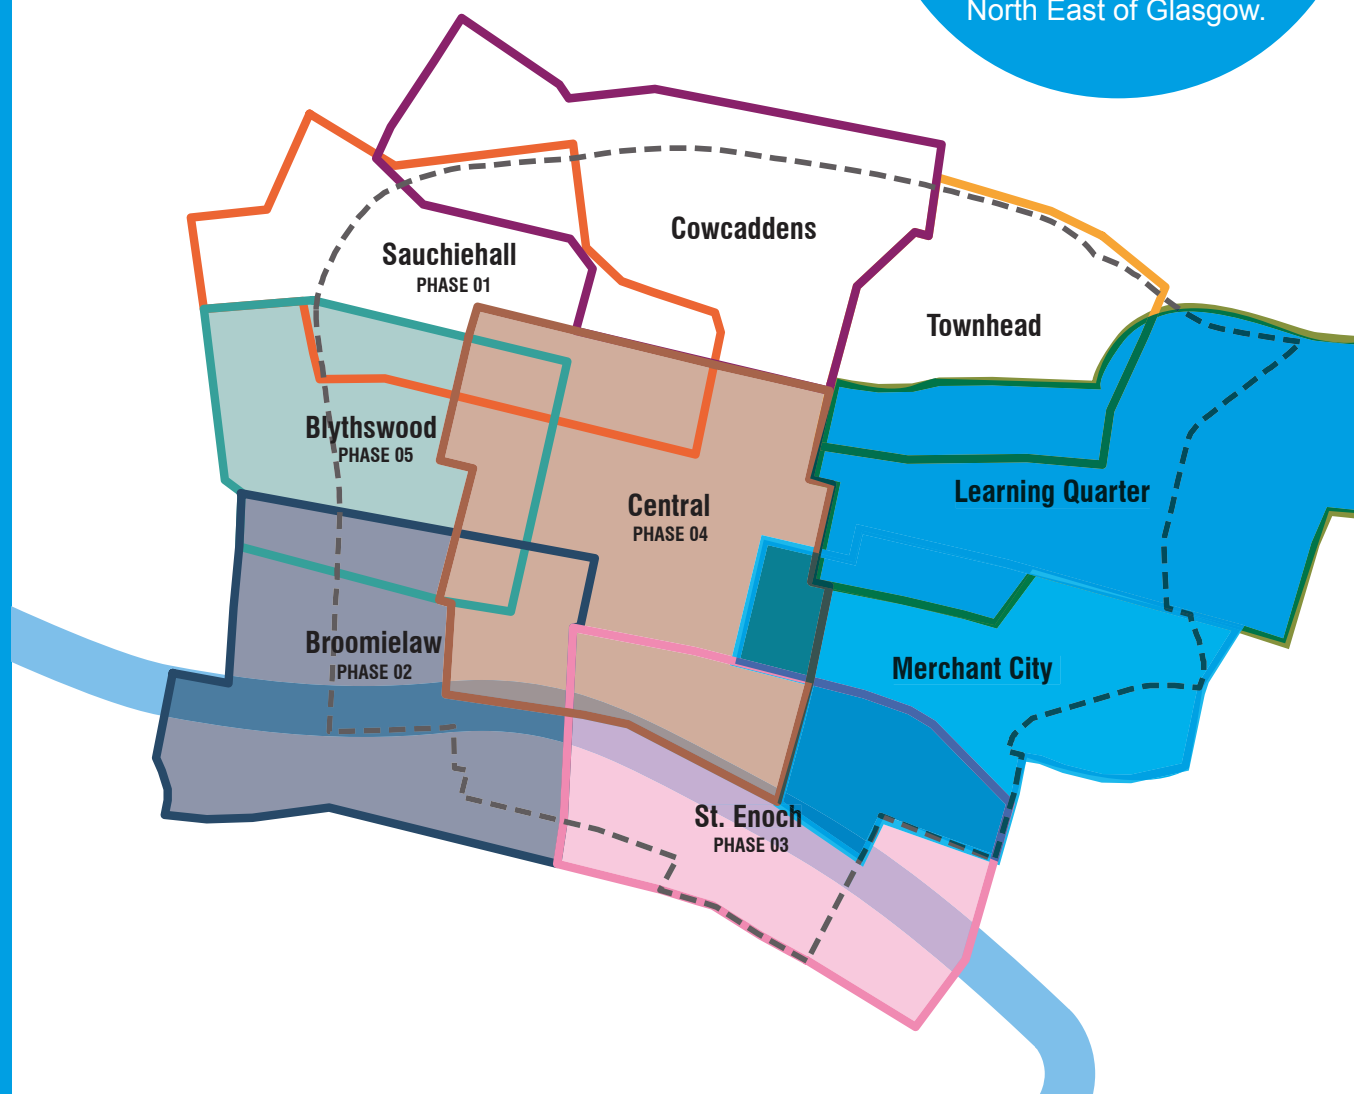 North East of Glasgow.
Cowcaddens
Sauchiehall
PHASE 01
Townhead
Blythswood
PHASE 05
Central
PHASE 04
Learning Quarter
Broomielaw
PHASE 02
Merchant City
St. Enoch
PHASE 03